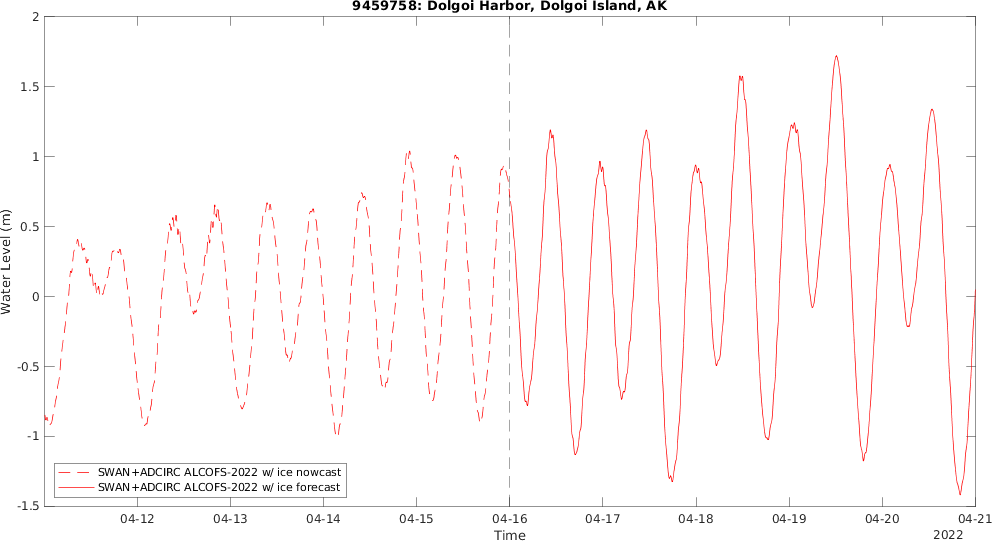 9459758: Dolgoi Harbor, Dolgoi Island, AK
2
1.5
1
0.5
0
-0.5
-1
-1.5
Water Level (m)
SWAN+ADCIRC ALCOFS-2022 w/ ice nowcast
SWAN+ADCIRC ALCOFS-2022 w/ ice forecast
04-12 04-13 04-14 04-15 04-16 04-17 04-18 04-19 04-20 04-21
Time
2022